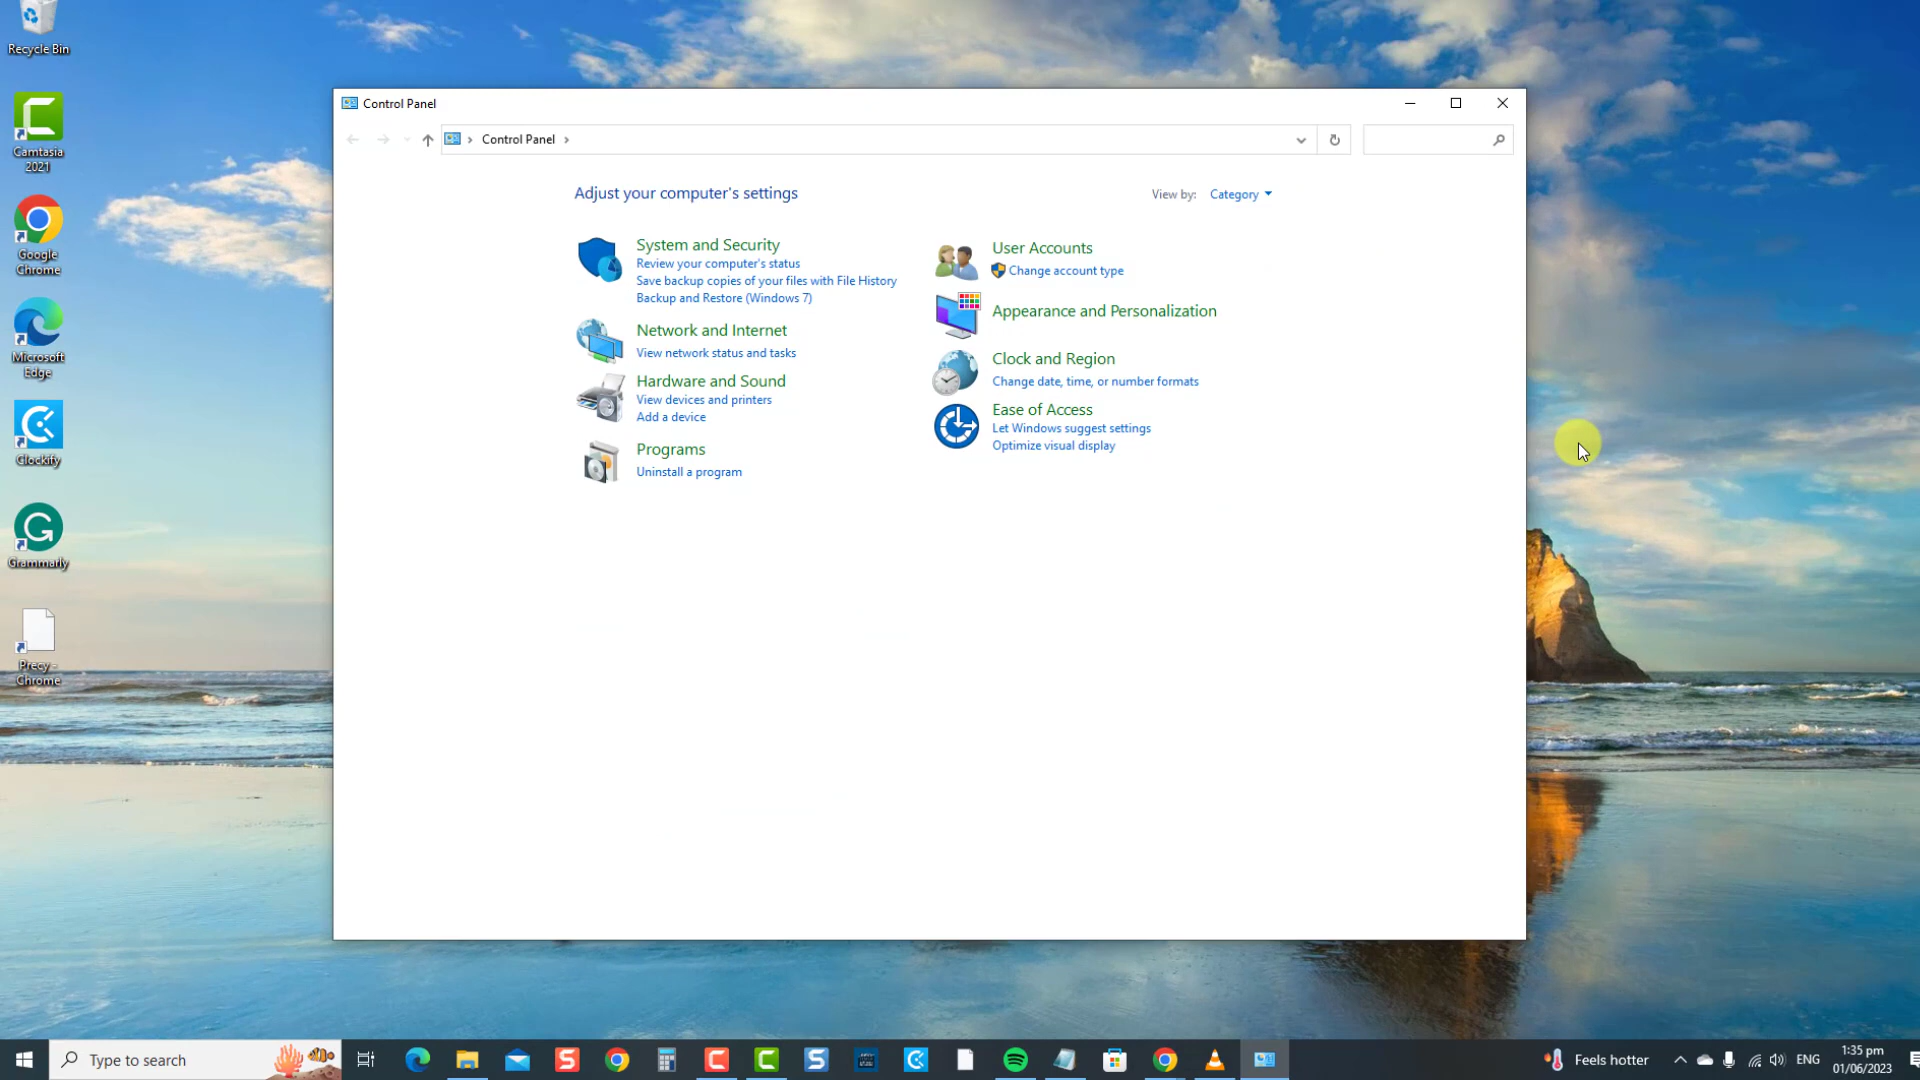 Recycle Bin
Camtasia
2021
Google
Chrome
Microsoft
Edge
Clockify
Grammarly
Precy -
Chrome
Control Panel
Control Panel
Adjust your computer's settings
View by: Category
System and Security
Review your computer's status
Save backup copies of your files with File History
Backup and Restore (Windows 7)
Network and Internet
View network status and tasks
Hardware and Sound
View devices and printers
Add a device
Programs
Uninstall a program
User Accounts
Change account type
Appearance and Personalization
Clock and Region
Change date, time, or number formats
Ease of Access
Let Windows suggest settings
Optimize visual display
Type to search
Feels hotter
ENG
1:35 pm
01/06/2023